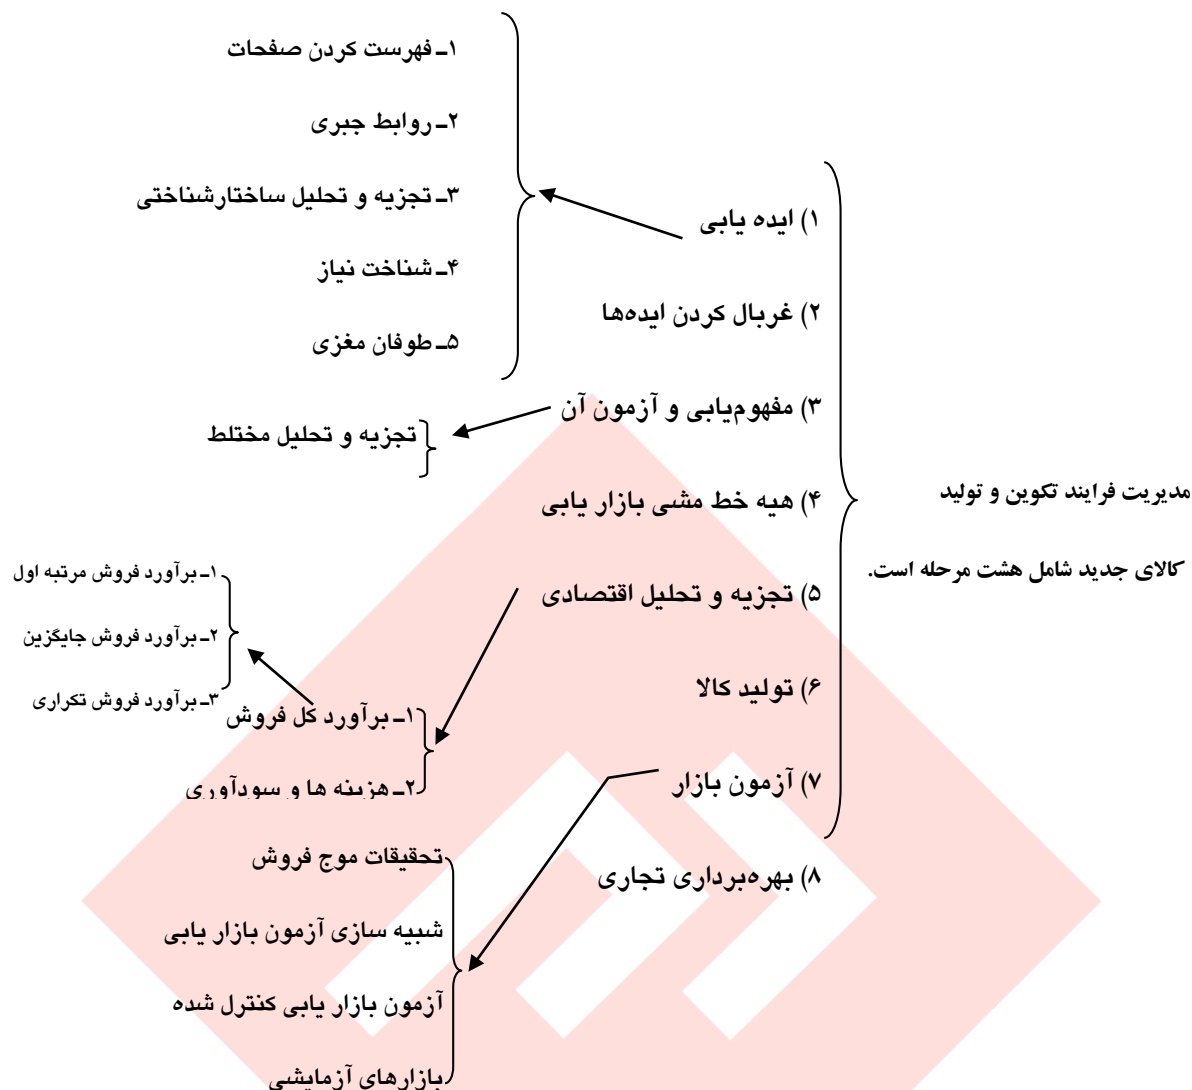 مدیریت فرایند تکوین و تولید
کالای جدید شامل هشت مرحله است.
۱) ایده یابی
۲) غربال کردن ایده‌ها
۳) مفهوم‌یابی و آزمون آن
۴) هیه خط مشی بازار یابی
۵) تجزیه و تحلیل اقتصادی
۶) تولید کالا
۷) آزمون بازار
۸) بهره‌برداری تجاری
۱ـ فهرست کردن صفحات
۲ـ روابط جبری
۳ـ تجزیه و تحلیل ساختارشناختی
۴ـ شناخت نیاز
۵ـ طوفان مغزی
تجزیه و تحلیل مختلط
۱ـ برآورد کل فروش
۲ـ هزینه ها و سودآوری
۱ـ برآورد فروش مرتبه اول
۲ـ برآورد فروش جایگزین
۳ـ برآورد فروش تکراری
تحقیقات موج فروش
شبیه سازی آزمون بازار یابی
آزمون بازار یابی کنترل شده
بازارهای آزمایشی